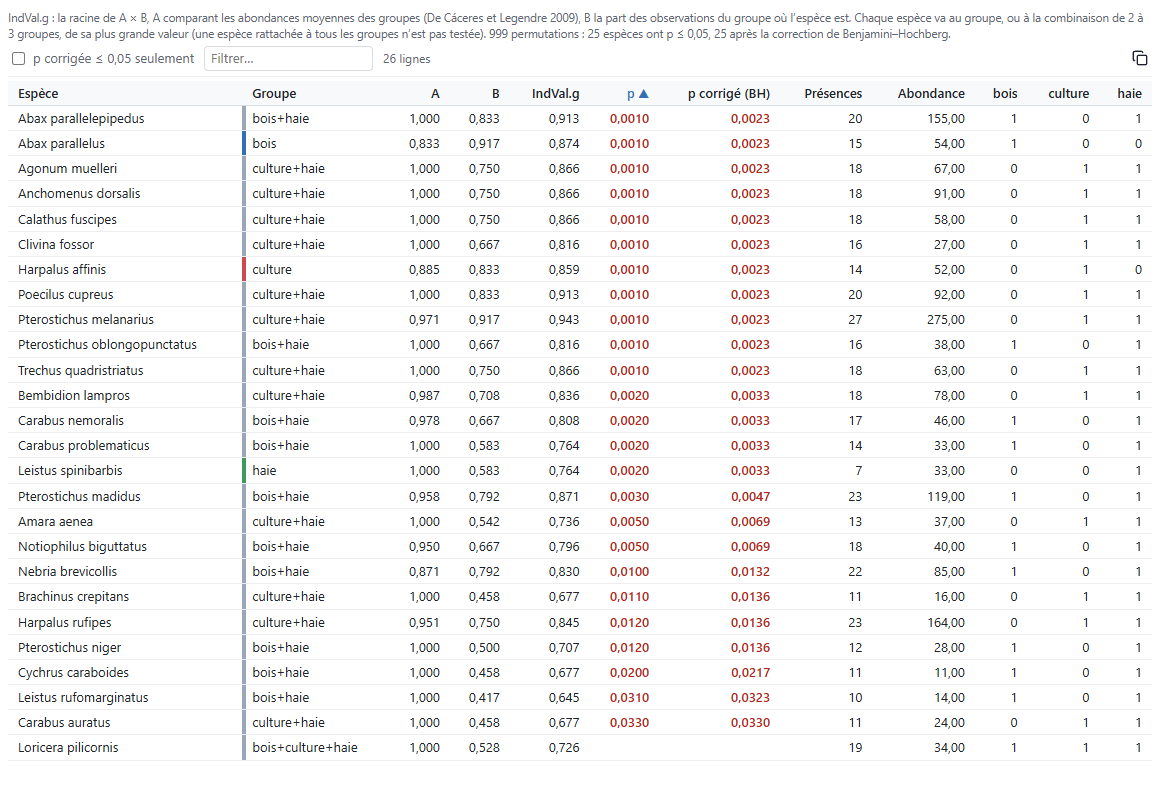 IndVal.g : la racine de A × B, A comparant les abondances moyennes des groupes (De Cáceres et Legendre 2009), B la part des observations du groupe où l'espèce est. Chaque espèce va au groupe, ou à la combinaison de 2 à
3 groupes, de sa plus grande valeur (une espèce rattachée à tous les groupes n'est pas testée). 999 permutations : 25 espèces ont p ≤ 0,05, 25 après la correction de Benjamini–Hochberg.
p corrigée ≤ 0,05 seulement Filtrer... 26 lignes
Espèce Groupe A B IndVal.g p ▲ p corrigé (BH) Présences Abondance bois culture haie
Abax parallelepipedus bois+haie 1,000 0,833 0,913 0,0010 0,0023 20 155,00 1 0 1
Abax parallelus bois 0,833 0,917 0,874 0,0010 0,0023 15 54,00 1 0 0
Agonum muelleri culture+haie 1,000 0,750 0,866 0,0010 0,0023 18 67,00 0 1 1
Anchomenus dorsalis culture+haie 1,000 0,750 0,866 0,0010 0,0023 18 91,00 0 1 1
Calathus fuscipes culture+haie 1,000 0,750 0,866 0,0010 0,0023 18 58,00 0 1 1
Clivina fossor culture+haie 1,000 0,667 0,816 0,0010 0,0023 16 27,00 0 1 1
Harpalus affinis culture 0,885 0,833 0,859 0,0010 0,0023 14 52,00 0 1 0
Poecilus cupreus culture+haie 1,000 0,833 0,913 0,0010 0,0023 20 92,00 0 1 1
Pterostichus melanarius culture+haie 0,971 0,917 0,943 0,0010 0,0023 27 275,00 0 1 1
Pterostichus oblongopunctatus bois+haie 1,000 0,667 0,816 0,0010 0,0023 16 38,00 1 0 1
Trechus quadristriatus culture+haie 1,000 0,750 0,866 0,0010 0,0023 18 63,00 0 1 1
Bembidion lampros culture+haie 0,987 0,708 0,836 0,0020 0,0033 18 78,00 0 1 1
Carabus nemoralis bois+haie 0,978 0,667 0,808 0,0020 0,0033 17 46,00 1 0 1
Carabus problematicus bois+haie 1,000 0,583 0,764 0,0020 0,0033 14 33,00 1 0 1
Leistus spinibarbis haie 1,000 0,583 0,764 0,0020 0,0033 7 33,00 0 0 1
Pterostichus madidus bois+haie 0,958 0,792 0,871 0,0030 0,0047 23 119,00 1 0 1
Amara aenea culture+haie 1,000 0,542 0,736 0,0050 0,0069 13 37,00 0 1 1
Notiophilus biguttatus bois+haie 0,950 0,667 0,796 0,0050 0,0069 18 40,00 1 0 1
Nebria brevicollis bois+haie 0,871 0,792 0,830 0,0100 0,0132 22 85,00 1 0 1
Brachinus crepitans culture+haie 1,000 0,458 0,677 0,0110 0,0136 11 16,00 0 1 1
Harpalus rufipes culture+haie 0,951 0,750 0,845 0,0120 0,0136 23 164,00 0 1 1
Pterostichus niger bois+haie 1,000 0,500 0,707 0,0120 0,0136 12 28,00 1 0 1
Cychrus caraboides bois+haie 1,000 0,458 0,677 0,0200 0,0217 11 11,00 1 0 1
Leistus rufomarginatus bois+haie 1,000 0,417 0,645 0,0310 0,0323 10 14,00 1 0 1
Carabus auratus culture+haie 1,000 0,458 0,677 0,0330 0,0330 11 24,00 0 1 1
Loricera pilicornis bois+culture+haie 1,000 0,528 0,726 19 34,00 1 1 1